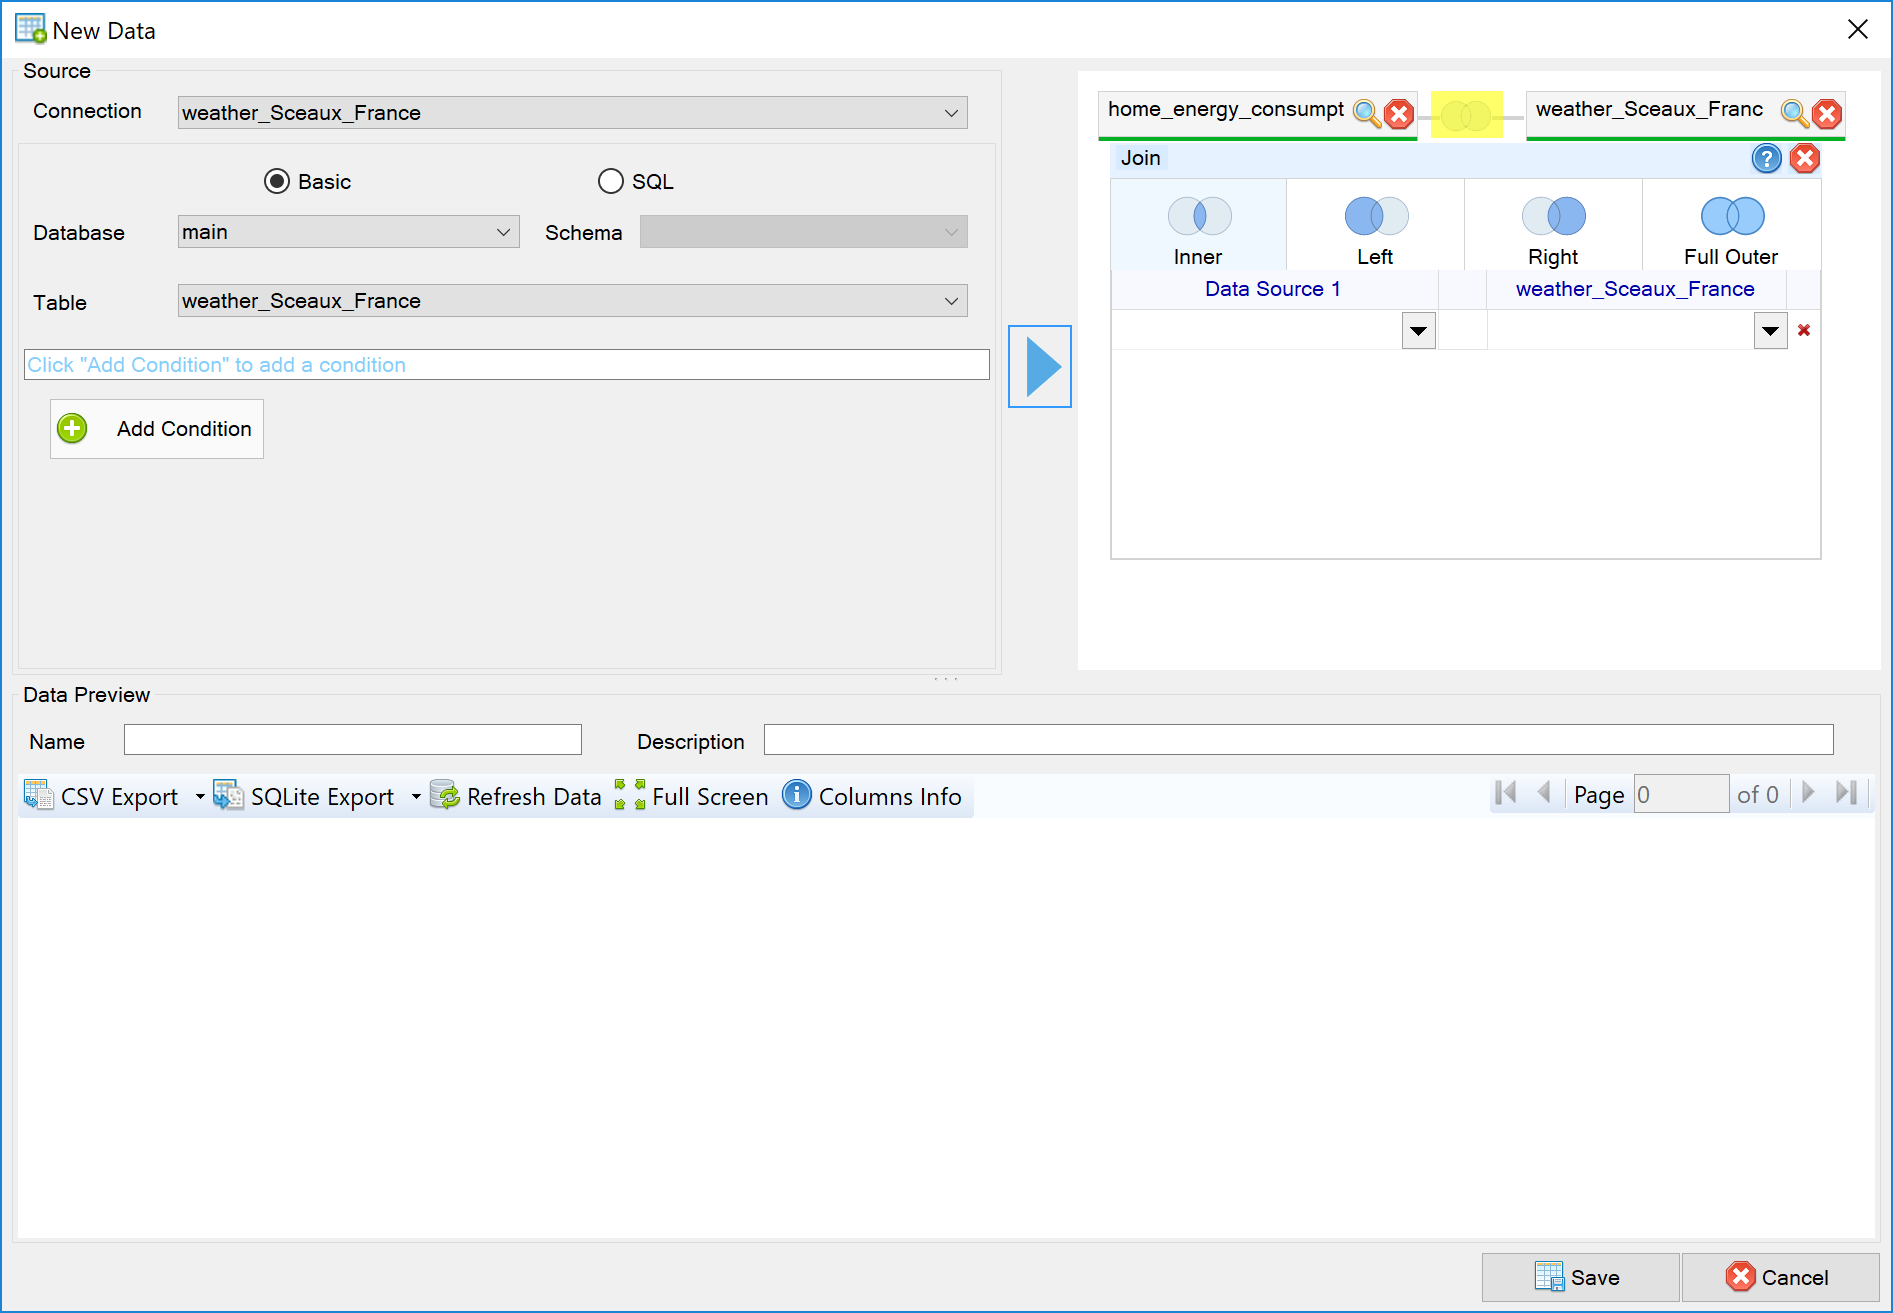 New Data
Source
Connection
weather_Sceaux_France
Basic
SQL
Database
main
Schema
Table
weather_Sceaux_France
Click "Add Condition" to add a condition
Add Condition
home_energy_consumpt
weather_Sceaux_Franc
Join
Inner
Left
Right
Full Outer
Data Source 1
weather_Sceaux_France
Data Preview
Name
Description
CSV Export
SQLite Export
Refresh Data
Full Screen
Columns Info
Page 0 of 0
Save
Cancel